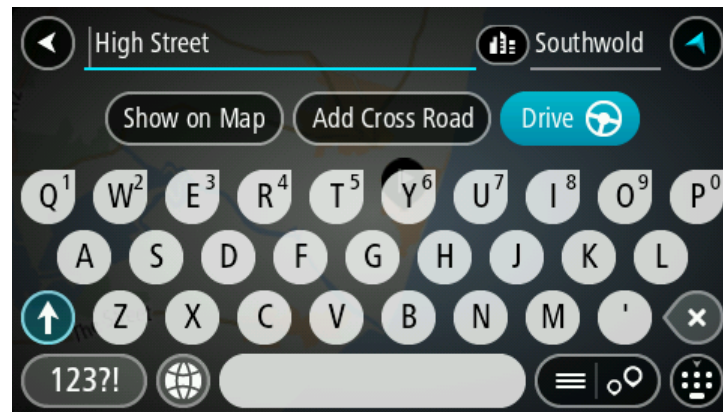 High Street Southwold
Show on Map Add Cross Road Drive
Q1 W2 E3 R4 T5 Y6 U7 I8 O9 P0
A S D F G H J K L
Z X C V B N M '
123?!